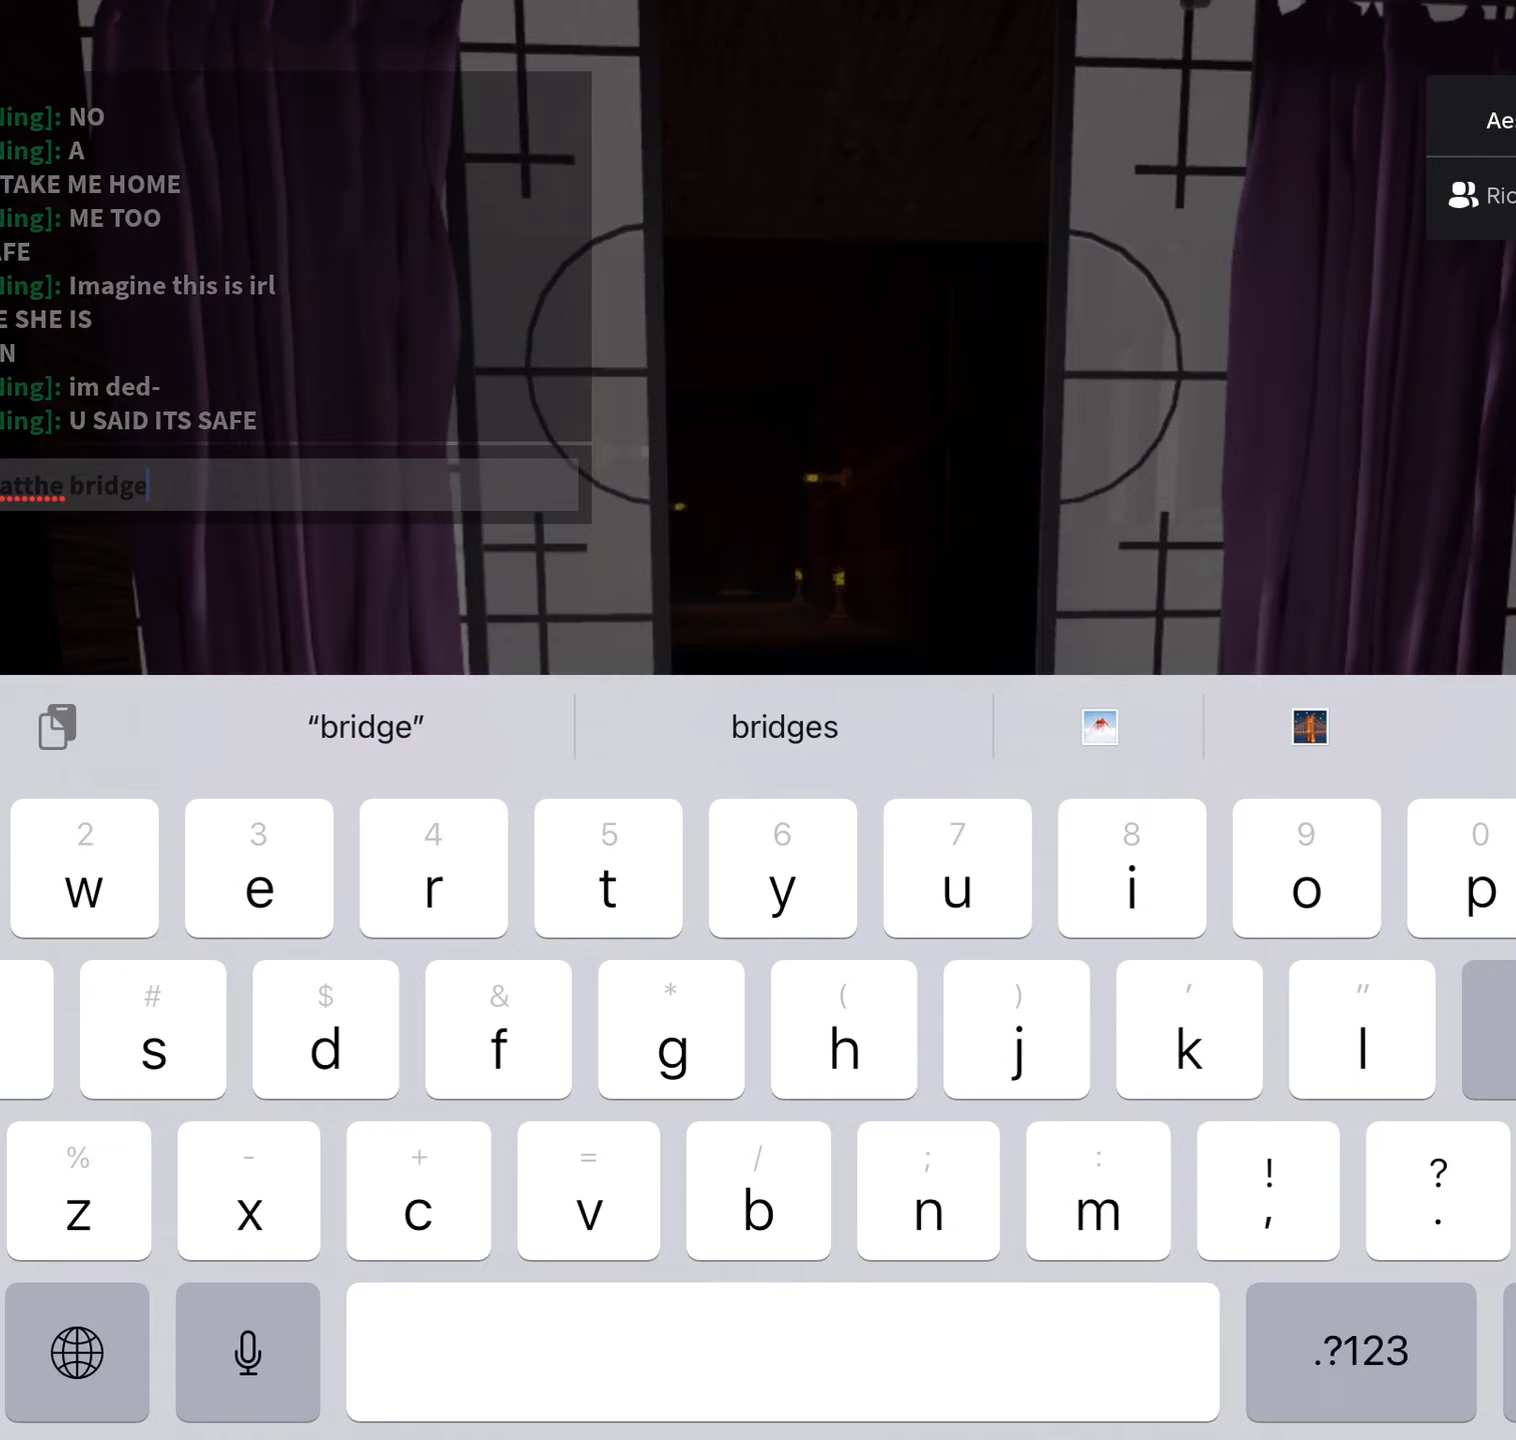 ling]: NO
ling]: A
TAKE ME HOME
ling]: ME TOO
AFE
ling]: Imagine this is irl
E SHE IS
N
ling]: im ded-
ling]: U SAID ITS SAFE
atthe bridge
Aes
Ric
“bridge”
bridges
2 3 4 5 6 7 8 9 0
w e r t y u i o p
# $ & * ( ) ' "
s d f g h j k l
% - + = / ; : ! ?
z x c v b n m , .
.?123